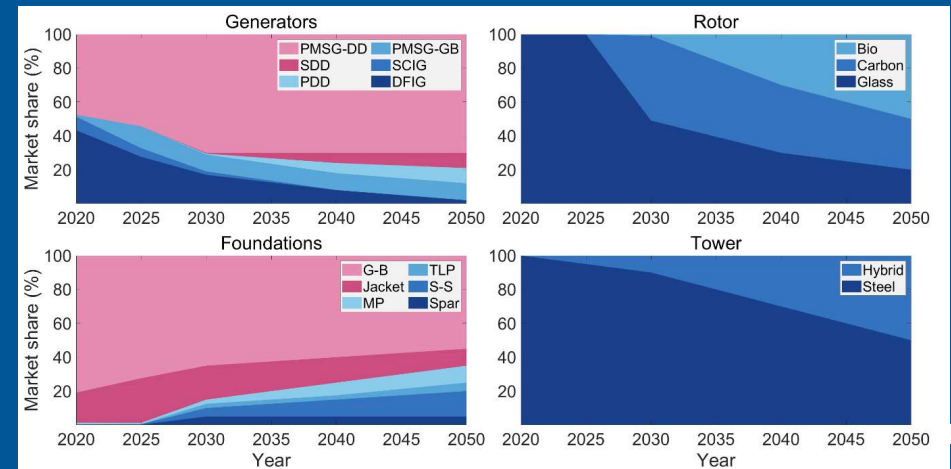 Generators
Market share (%)
100
80
60
40
20
PMSG-DD PMSG-GB
SDD SCIG
PDD DFIG
2020 2025 2030 2035 2040 2045 2050
Rotor
100
80
60
40
20
Bio
Carbon
Glass
2020 2025 2030 2035 2040 2045 2050
Foundations
Market share (%)
100
80
60
40
20
G-B TLP
Jacket S-S
MP Spar
2020 2025 2030 2035 2040 2045 2050
Year
Tower
100
80
60
40
20
Hybrid
Steel
2020 2025 2030 2035 2040 2045 2050
Year